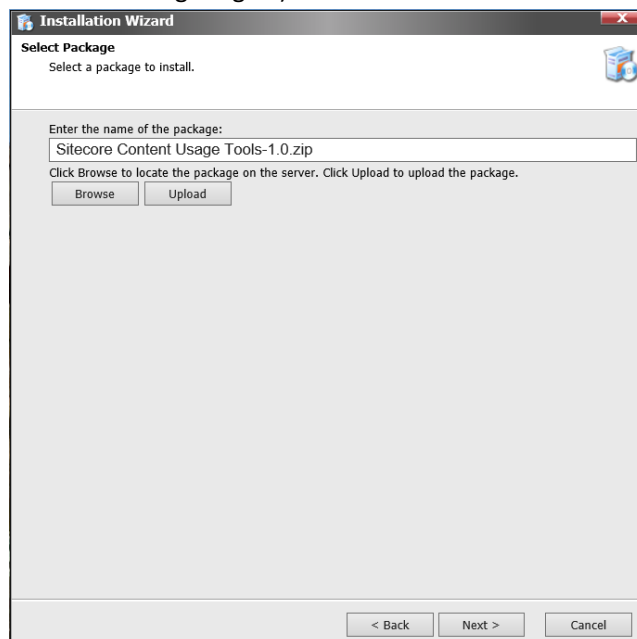 Installation Wizard
Select Package
Select a package to install.
Enter the name of the package:
Sitecore Content Usage Tools-1.0.zip
Click Browse to locate the package on the server. Click Upload to upload the package.
Browse Upload
< Back Next > Cancel